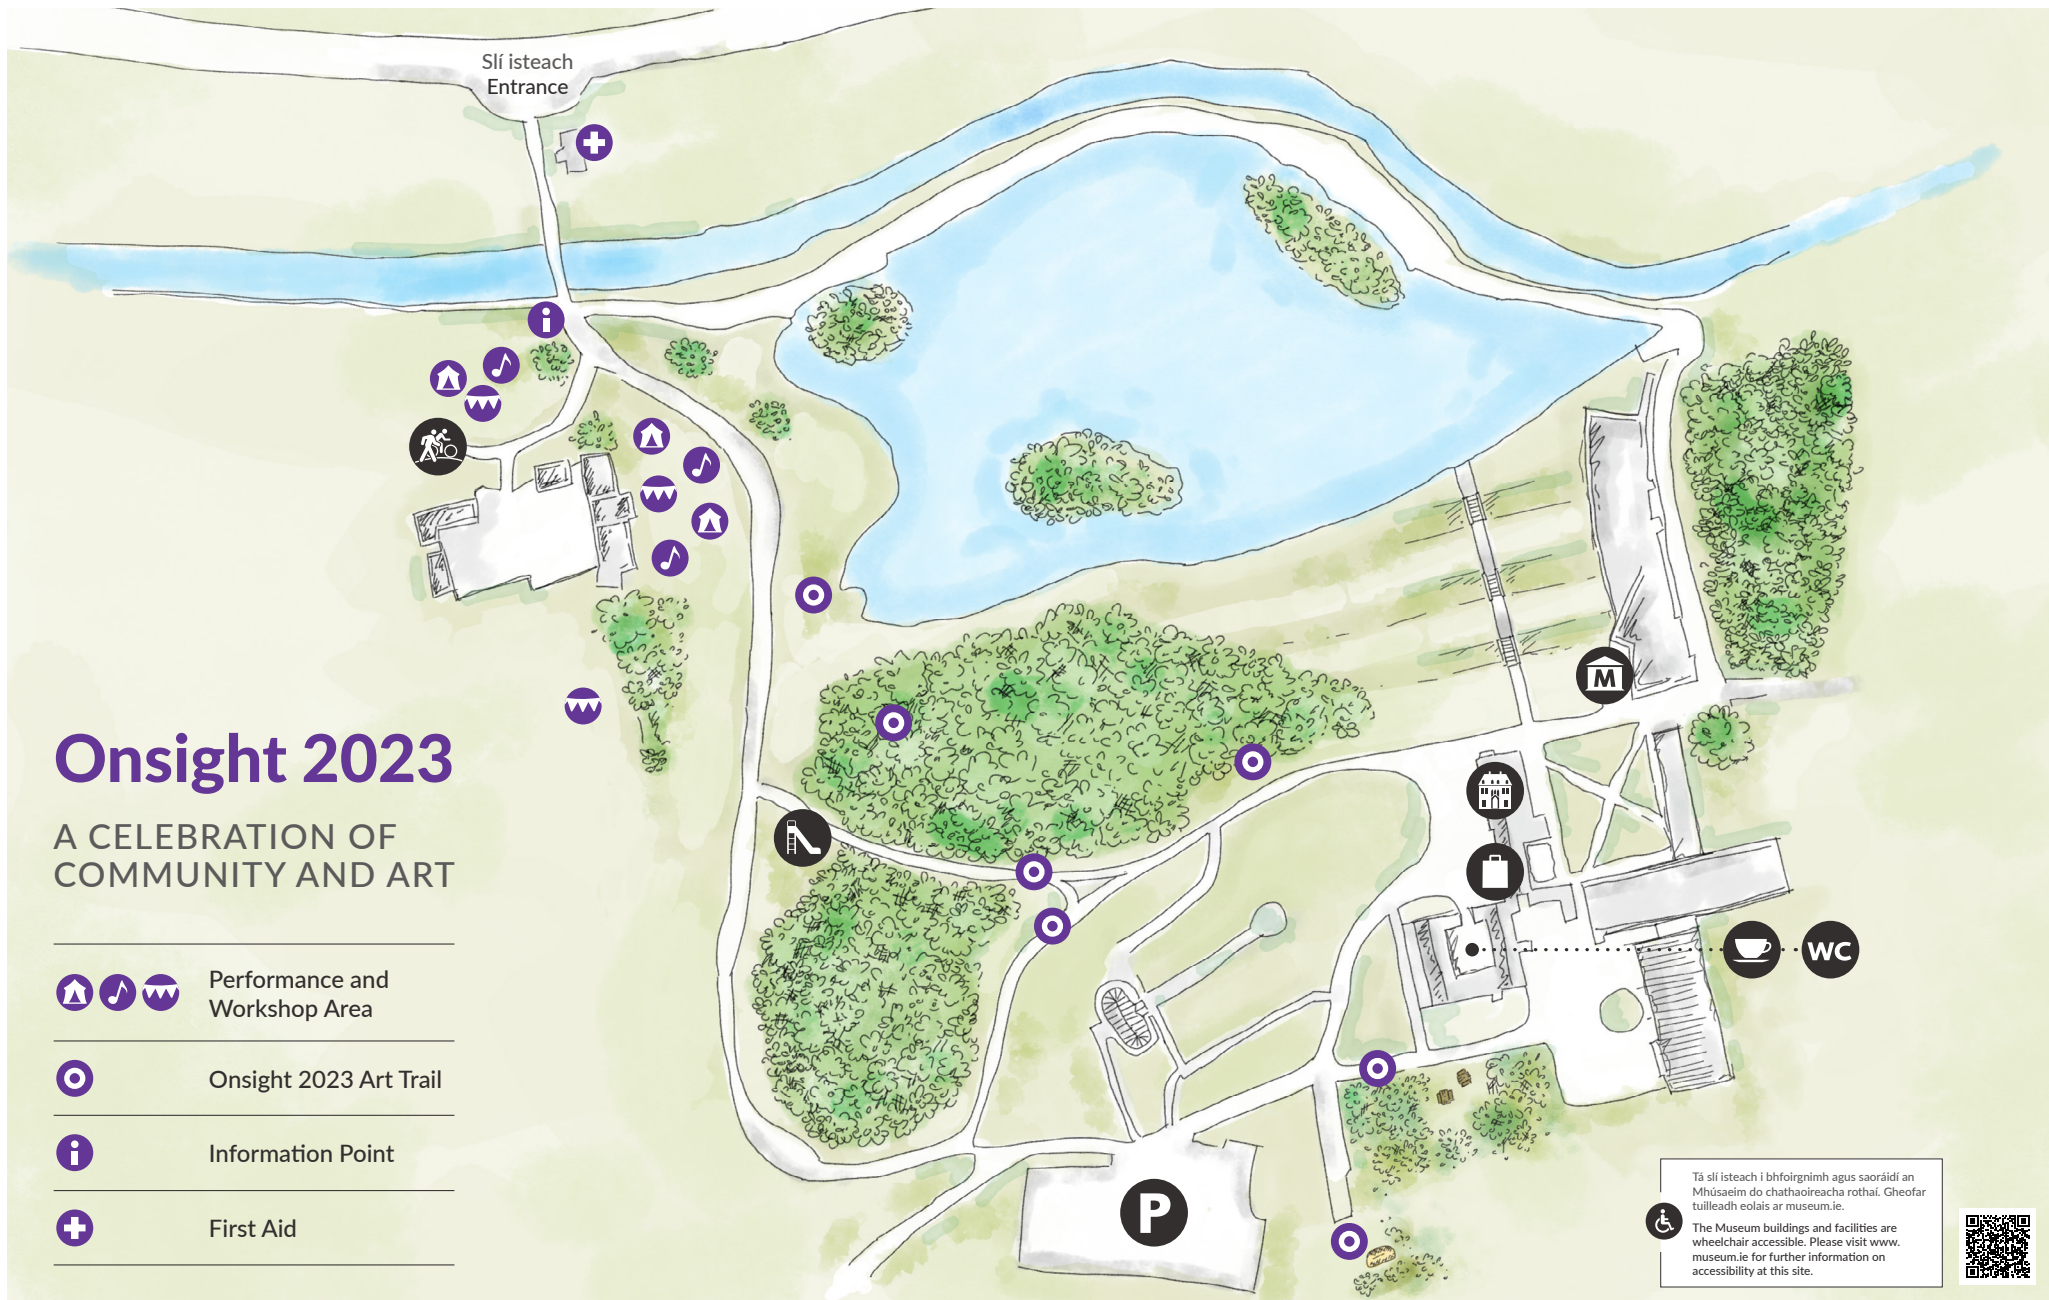 Slí isteach
Entrance
M
Onsight 2023
A CELEBRATION OF
COMMUNITY AND ART
Performance and
Workshop Area
Onsight 2023 Art Trail
i
Information Point
First Aid
i
WC
P
Tá slí isteach i bhfoirgnimh agus saoráidí an
Mhúsaeim do chathaoireacha rothaí. Gheofar
tuilleadh eolais ar museum.ie.
The Museum buildings and facilities are
wheelchair accessible. Please visit www.
museum.ie for further information on
accessibility at this site.